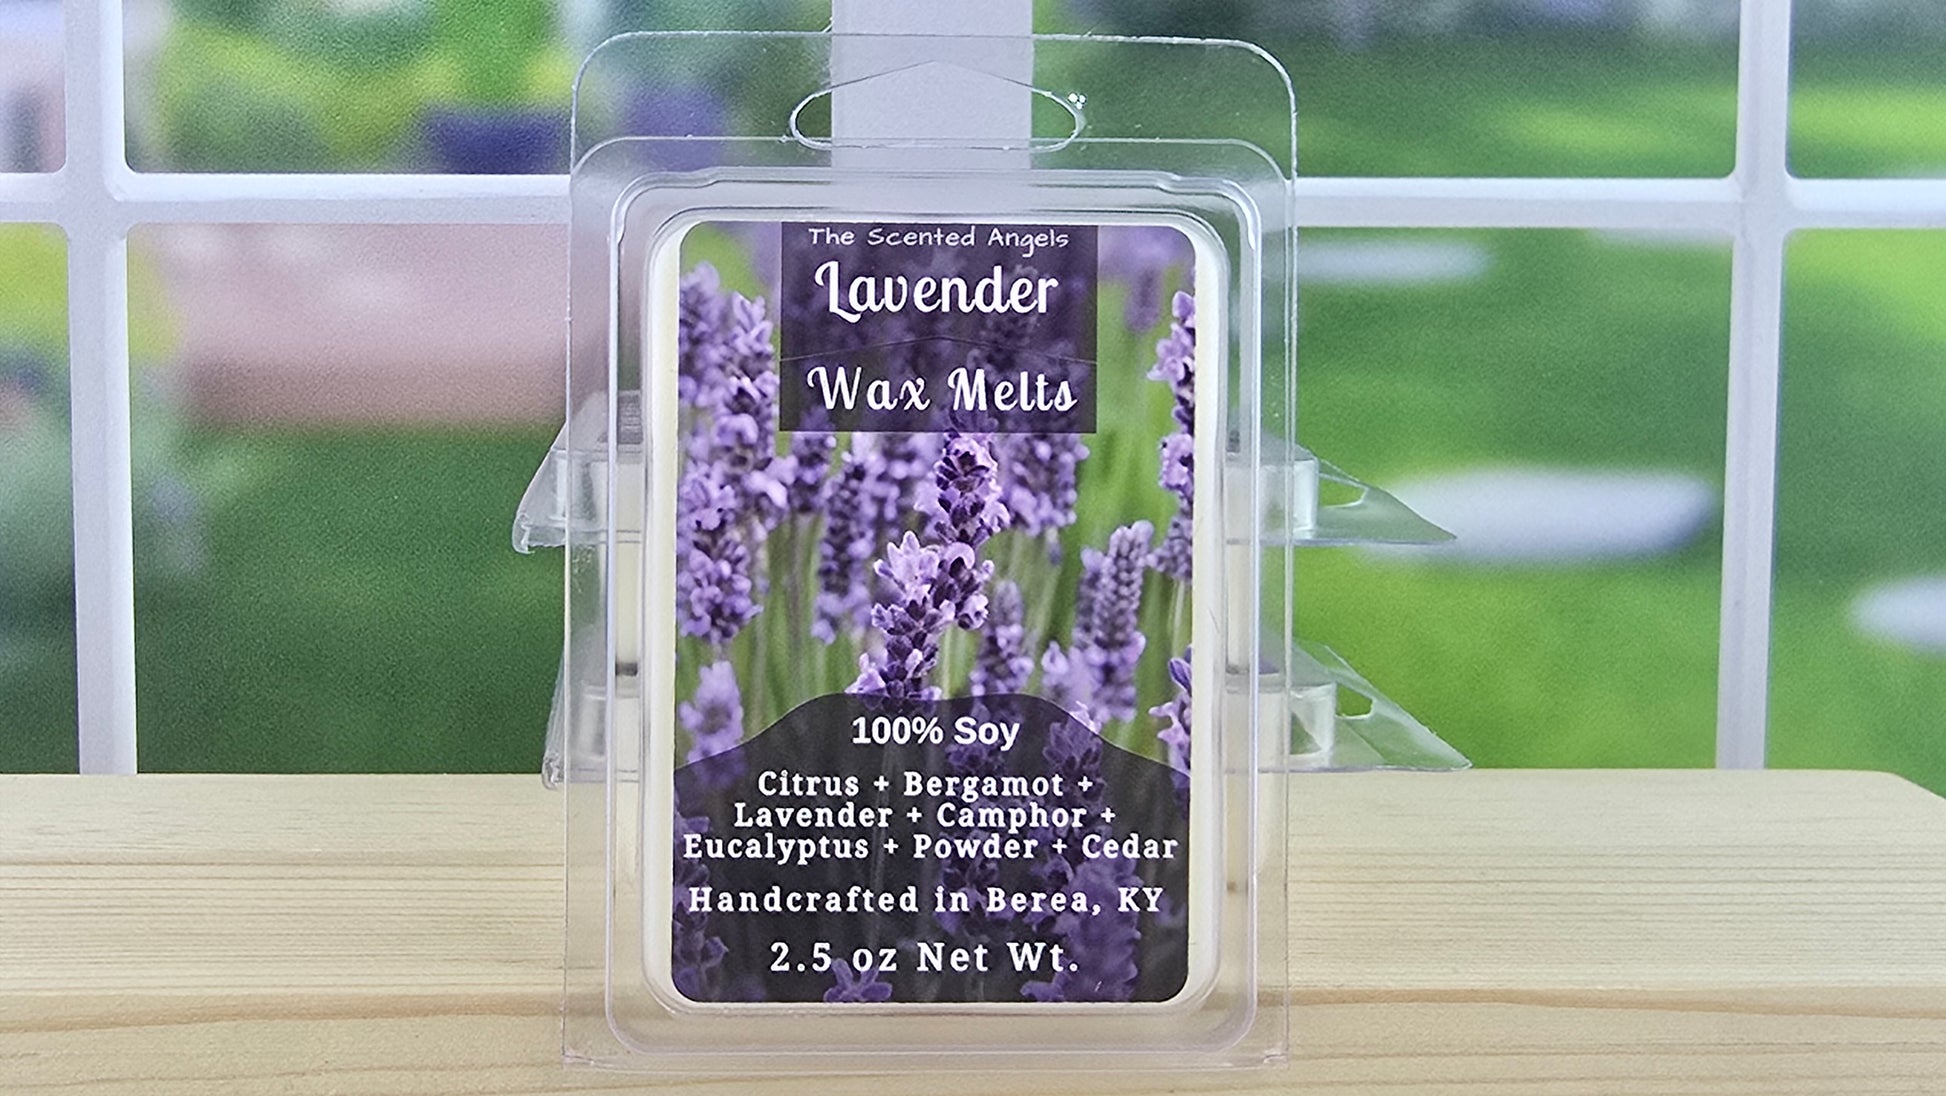 The Scented Angels
Lavender
Wax Melts
100% Soy
Citrus + Bergamot +
Lavender + Camphor +
Eucalyptus + Powder + Cedar
Handcrafted in Berea, KY
2.5 oz Net Wt.